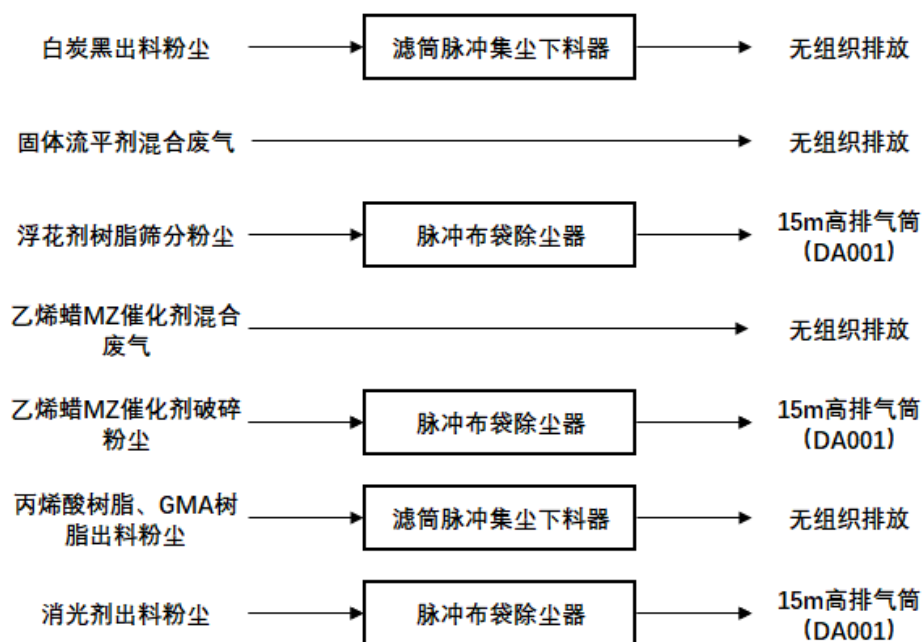 白炭黑出料粉尘
滤筒脉冲集尘下料器
无组织排放
固体流平剂混合废气
无组织排放
浮花剂树脂筛分粉尘
脉冲布袋除尘器
15m高排气筒
(DA001)
乙烯蜡MZ催化剂混合
废气
无组织排放
乙烯蜡MZ催化剂破碎
粉尘
脉冲布袋除尘器
15m高排气筒
(DA001)
丙烯酸树脂、GMA树
脂出料粉尘
滤筒脉冲集尘下料器
无组织排放
消光剂出料粉尘
脉冲布袋除尘器
15m高排气筒
(DA001)